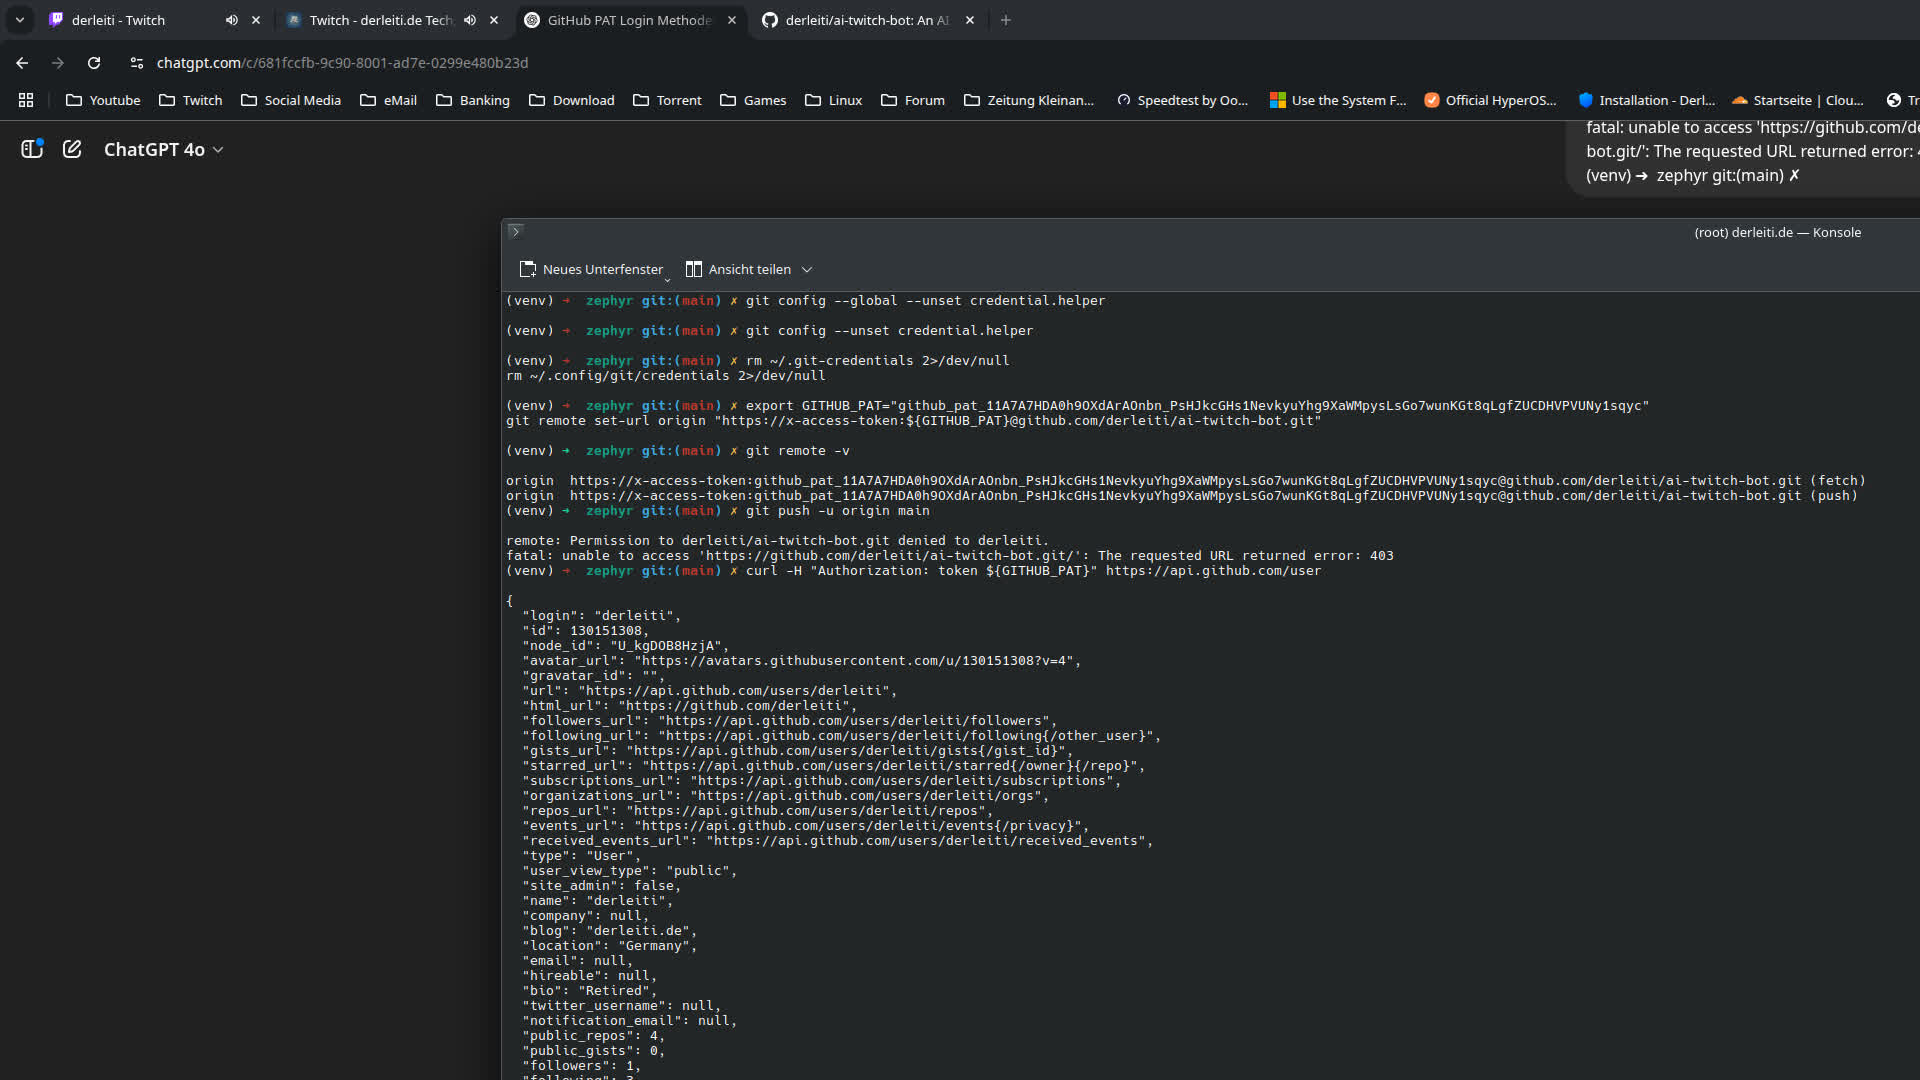 derleiti - Twitch
Twitch - derleiti.de Tech
GitHub PAT Login Methode
derleiti/ai-twitch-bot: An AI
chatgpt.com/c/681fccfb-9c90-8001-ad7e-0299e480b23d
Youtube Twitch Social Media eMail Banking Download Torrent Games Linux Forum Zeitung Kleinan... Speedtest by Oo... Use the System F... Official HyperOS... Installation - Derl... Startseite | Clou... Tr
ChatGPT 4o
fatal: unable to access 'https://github.com/de
bot.git/': The requested URL returned error: 4
(venv) ➜ zephyr git:(main) ✗
(root) derleiti.de — Konsole
Neues Unterfenster Ansicht teilen
(venv) ➜ zephyr git:(main) ✗ git config --global --unset credential.helper
(venv) ➜ zephyr git:(main) ✗ git config --unset credential.helper
(venv) ➜ zephyr git:(main) ✗ rm ~/.git-credentials 2>/dev/null
rm ~/.config/git/credentials 2>/dev/null
(venv) ➜ zephyr git:(main) ✗ export GITHUB_PAT="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"
git remote set-url origin "https://x-access-token:${GITHUB_PAT}@github.com/derleiti/ai-twitch-bot.git"
(venv) ➜ zephyr git:(main) ✗ git remote -v
origin https://x-access-token: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@github.com/derleiti/ai-twitch-bot.git (fetch)
origin https://x-access-token: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@github.com/derleiti/ai-twitch-bot.git (push)
(venv) ➜ zephyr git:(main) ✗ git push -u origin main
remote: Permission to derleiti/ai-twitch-bot.git denied to derleiti.
fatal: unable to access 'https://github.com/derleiti/ai-twitch-bot.git/': The requested URL returned error: 403
(venv) ➜ zephyr git:(main) ✗ curl -H "Authorization: token ${GITHUB_PAT}" https://api.github.com/user
{
"login": "derleiti",
"id": 130151308,
"node_id": "U_kgDOB8HzjA",
"avatar_url": "https://avatars.githubusercontent.com/u/130151308?v=4",
"gravatar_id": "",
"url": "https://api.github.com/users/derleiti",
"html_url": "https://github.com/derleiti",
"followers_url": "https://api.github.com/users/derleiti/followers",
"following_url": "https://api.github.com/users/derleiti/following{/other_user}",
"gists_url": "https://api.github.com/users/derleiti/gists{/gist_id}",
"starred_url": "https://api.github.com/users/derleiti/starred{/owner}{/repo}",
"subscriptions_url": "https://api.github.com/users/derleiti/subscriptions",
"organizations_url": "https://api.github.com/users/derleiti/orgs",
"repos_url": "https://api.github.com/users/derleiti/repos",
"events_url": "https://api.github.com/users/derleiti/events{/privacy}",
"received_events_url": "https://api.github.com/users/derleiti/received_events",
"type": "User",
"user_view_type": "public",
"site_admin": false,
"name": "derleiti",
"company": null,
"blog": "derleiti.de",
"location": "Germany",
"email": null,
"hireable": null,
"bio": "Retired",
"twitter_username": null,
"notification_email": null,
"public_repos": 4,
"public_gists": 0,
"followers": 1,
"following": 3,